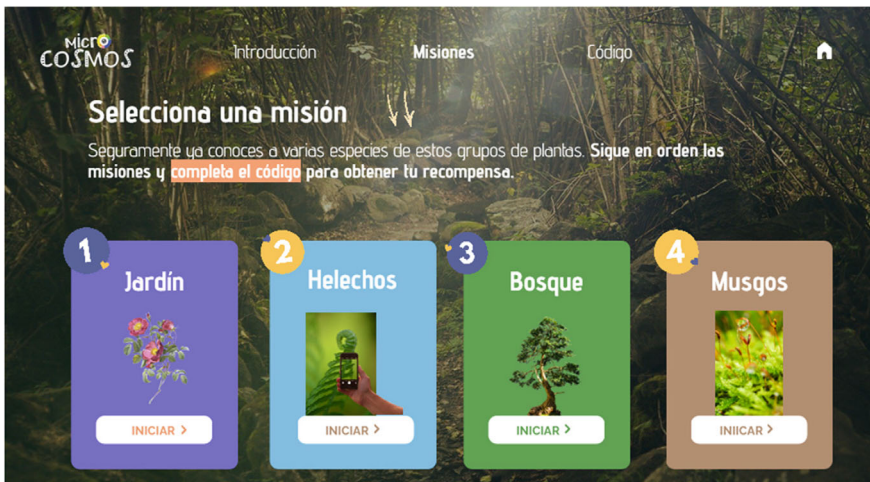 Micro
COSMOS
Introducción
Misiones
Código
Selecciona una misión
Seguramente ya conoces a varias especies de estos grupos de plantas. Sigue en orden las
misiones y completa el código para obtener tu recompensa.
1
Jardín
INICIAR >
2
Helechos
INICIAR >
3
Bosque
INICIAR >
4
Musgos
INIICAR >